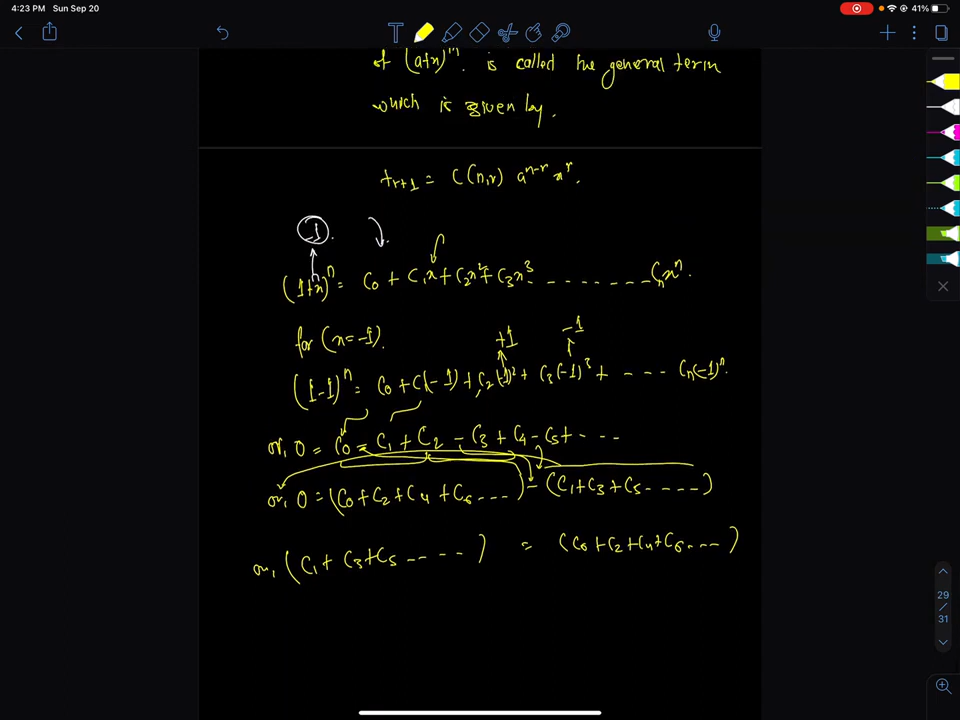 4:23 PM Sun Sep 20
41%
of (a+x)^n. is called the general term
which is given by.
t_{r+1} = C(n,r) a^{n-r} x^r.
-1.
(1+x)^n = C0 + C1x + C2x^2 + C3x^3 . - - - - - - - Cn x^n.
for (x=-1).
+1 -1
(1-1)^n = C0 + C1(-1) + C2(-1)^2 + C3(-1)^3 + - - - - Cn(-1)^n.
or, 0 = C0 - C1 + C2 - C3 + C4 - C5 + - - - -
or, 0 = (C0 + C2 + C4 + C6 - - - -) - (C1 + C3 + C5 - - - - -)
or, (C1 + C3 + C5 - - - - - -) = (C0 + C2 + C4 + C6 - - - -)
29
/
31